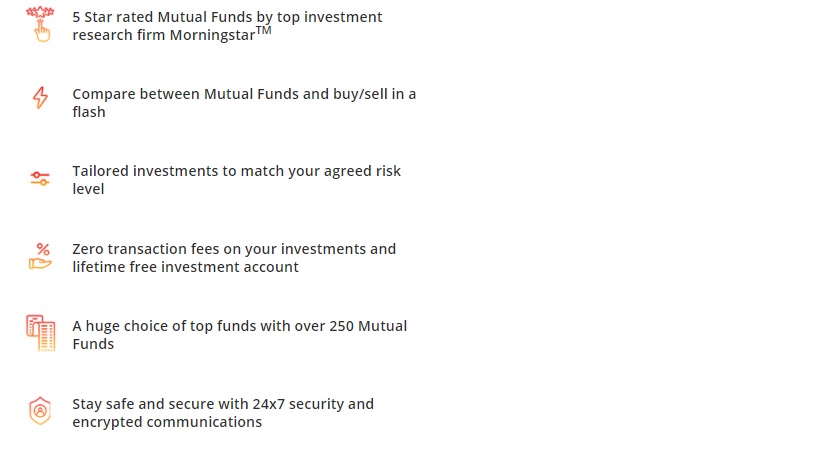 5 Star rated Mutual Funds by top investment
research firm MorningstarTM
Compare between Mutual Funds and buy/sell in a
flash
Tailored investments to match your agreed risk
level
Zero transaction fees on your investments and
lifetime free investment account
A huge choice of top funds with over 250 Mutual
Funds
Stay safe and secure with 24x7 security and
encrypted communications